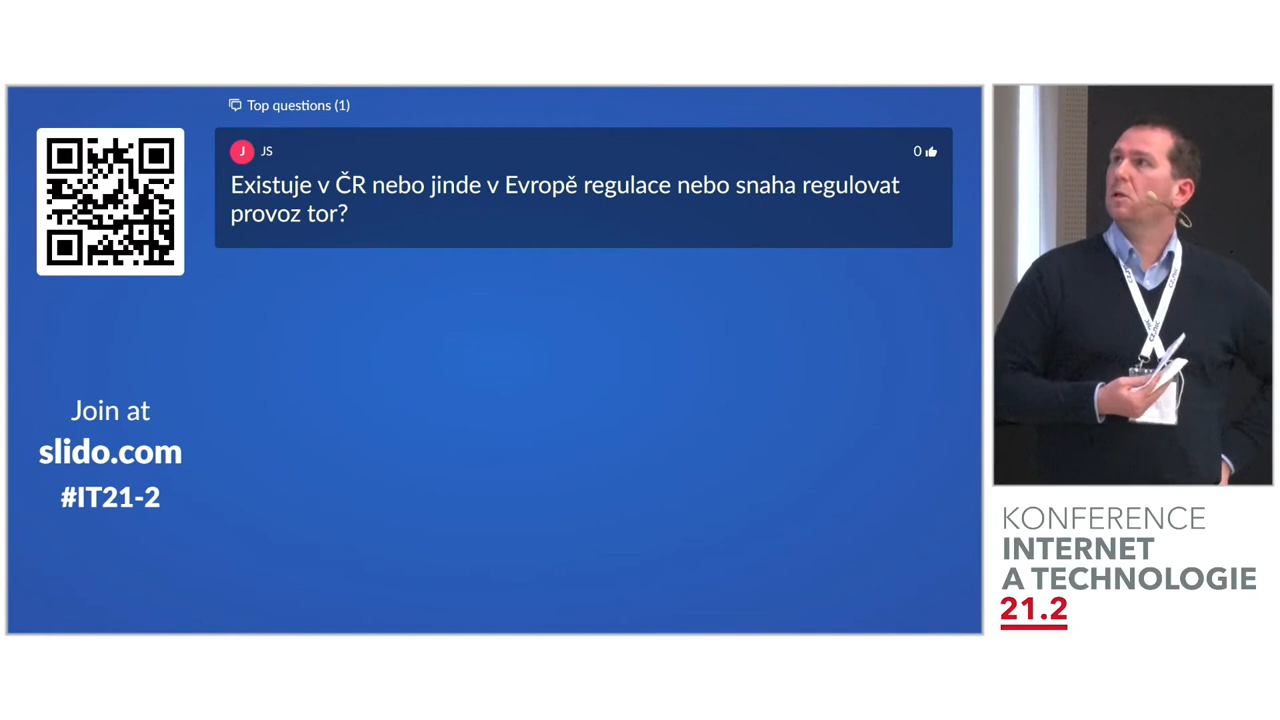 Top questions (1)
J
JS
0
Existuje v ČR nebo jinde v Evropě regulace nebo snaha regulovat
provoz tor?
Join at
slido.com
#IT21-2
KONFERENCE
INTERNET
A TECHNOLOGIE
21.2